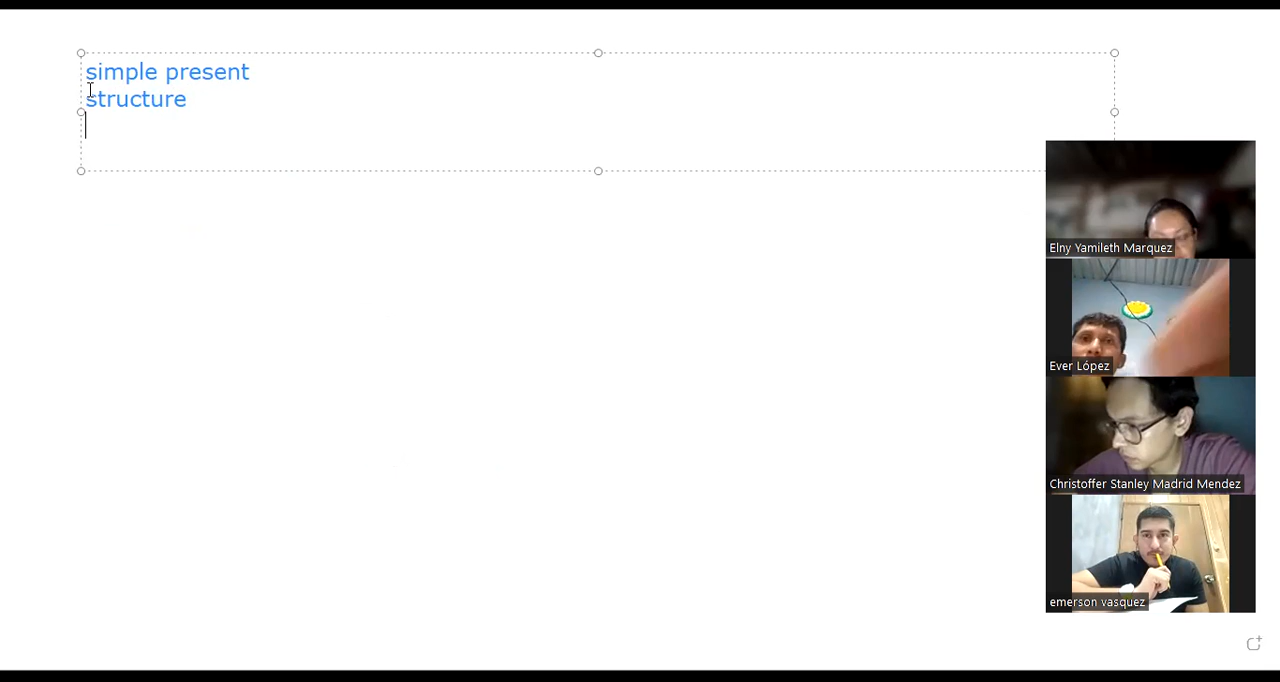 simple present
structure
Elny Yamileth Marquez
Ever López
Christoffer Stanley Madrid Mendez
emerson vasquez